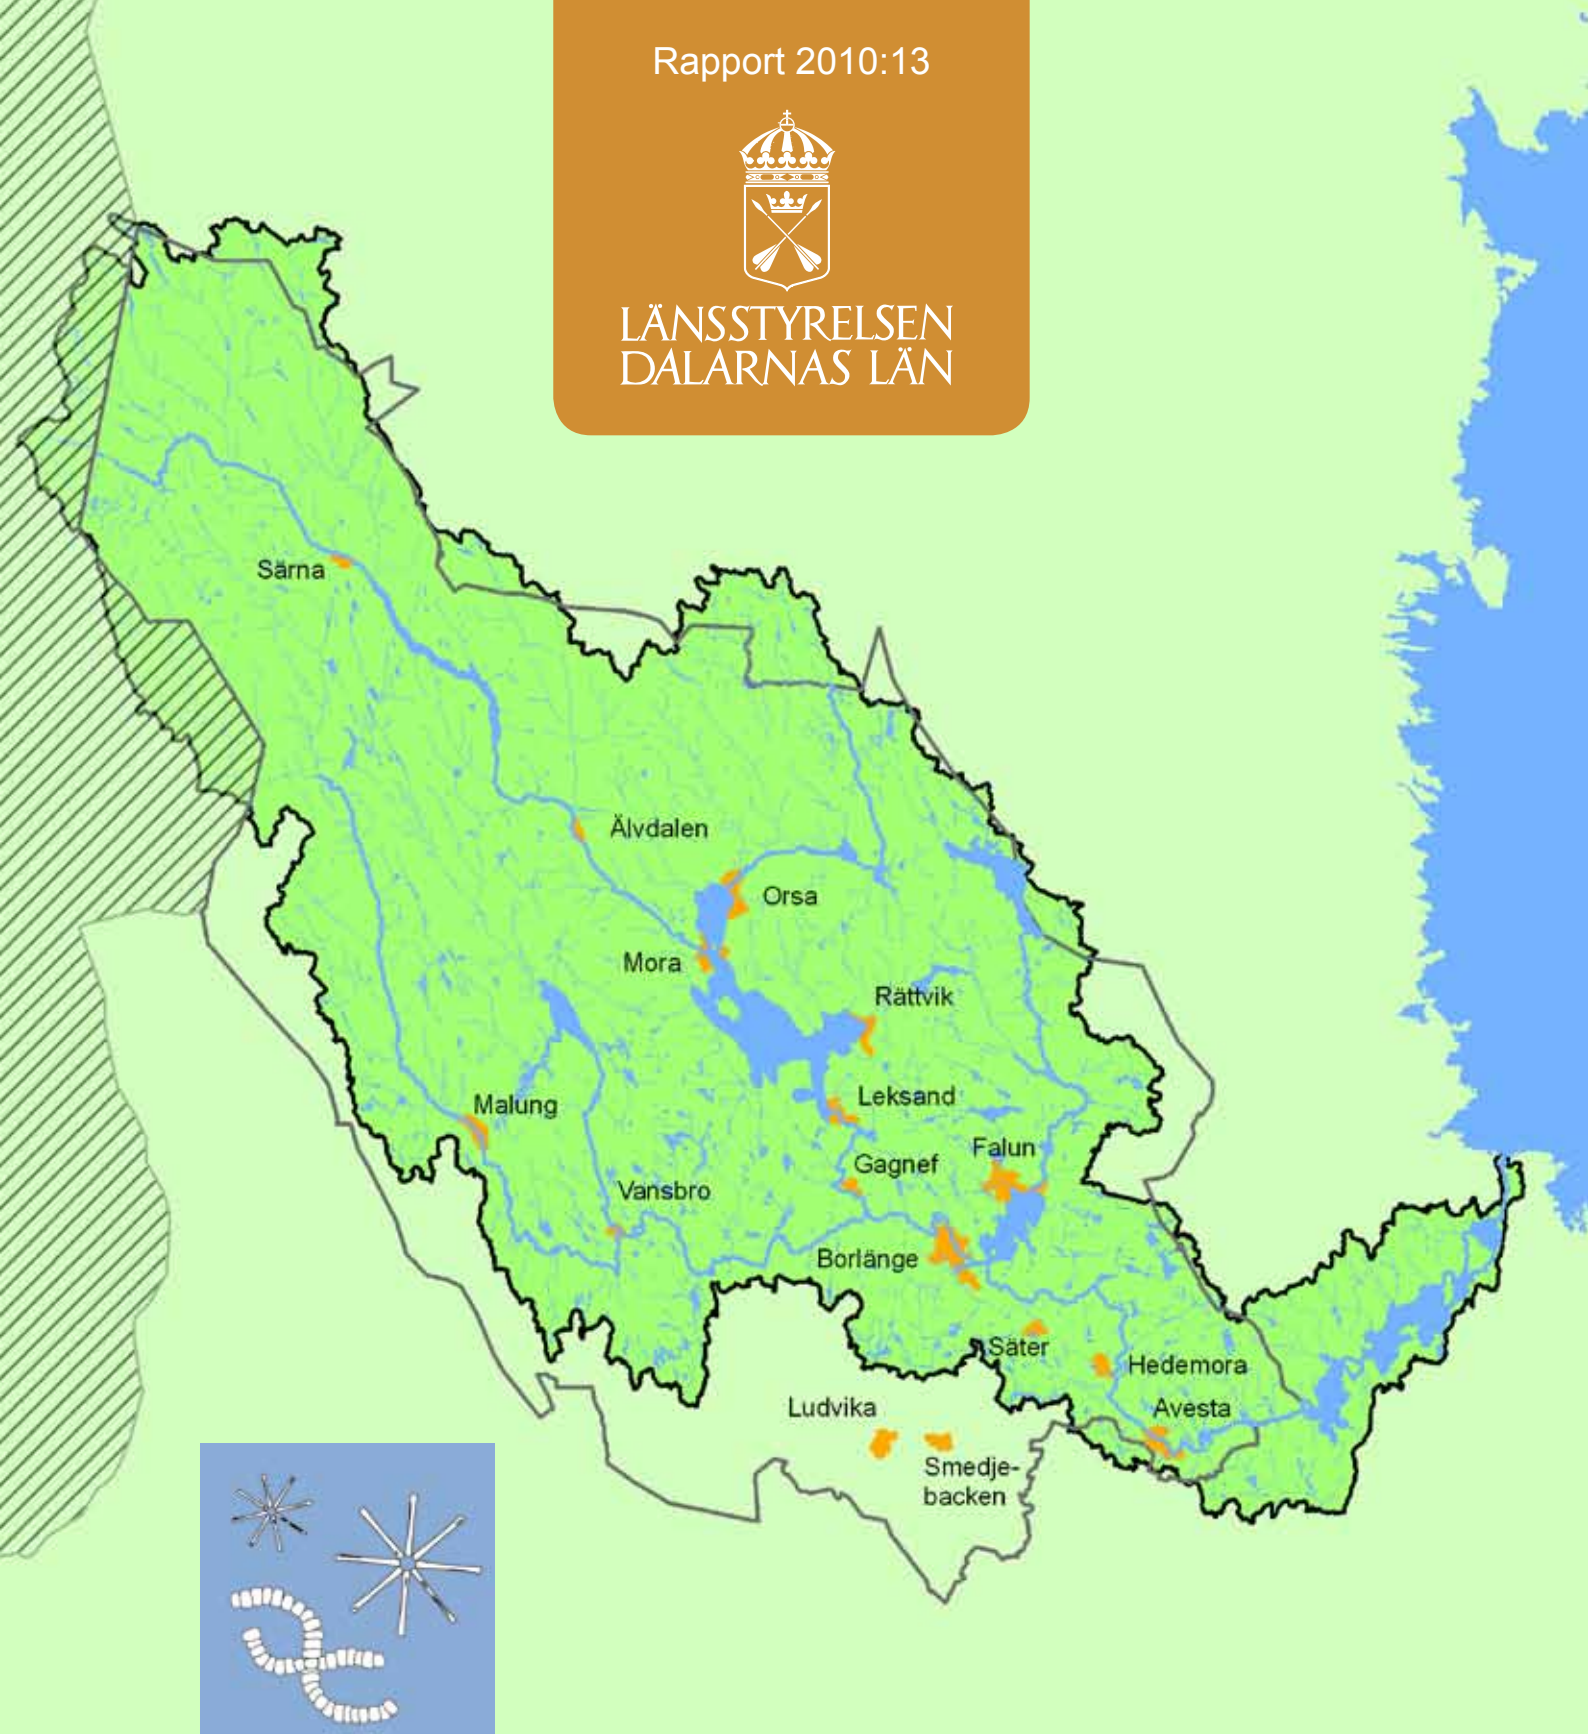 Rapport 2010:13
LÄNSSTYRELSEN
DALARNAS LÄN
Särna
Älvdalen
Orsa
Mora
Rättvik
Malung
Leksand
Gagnef
Falun
Vansbro
Borlänge
Säter
Hedemora
Avesta
Ludvika
Smedje-
backen